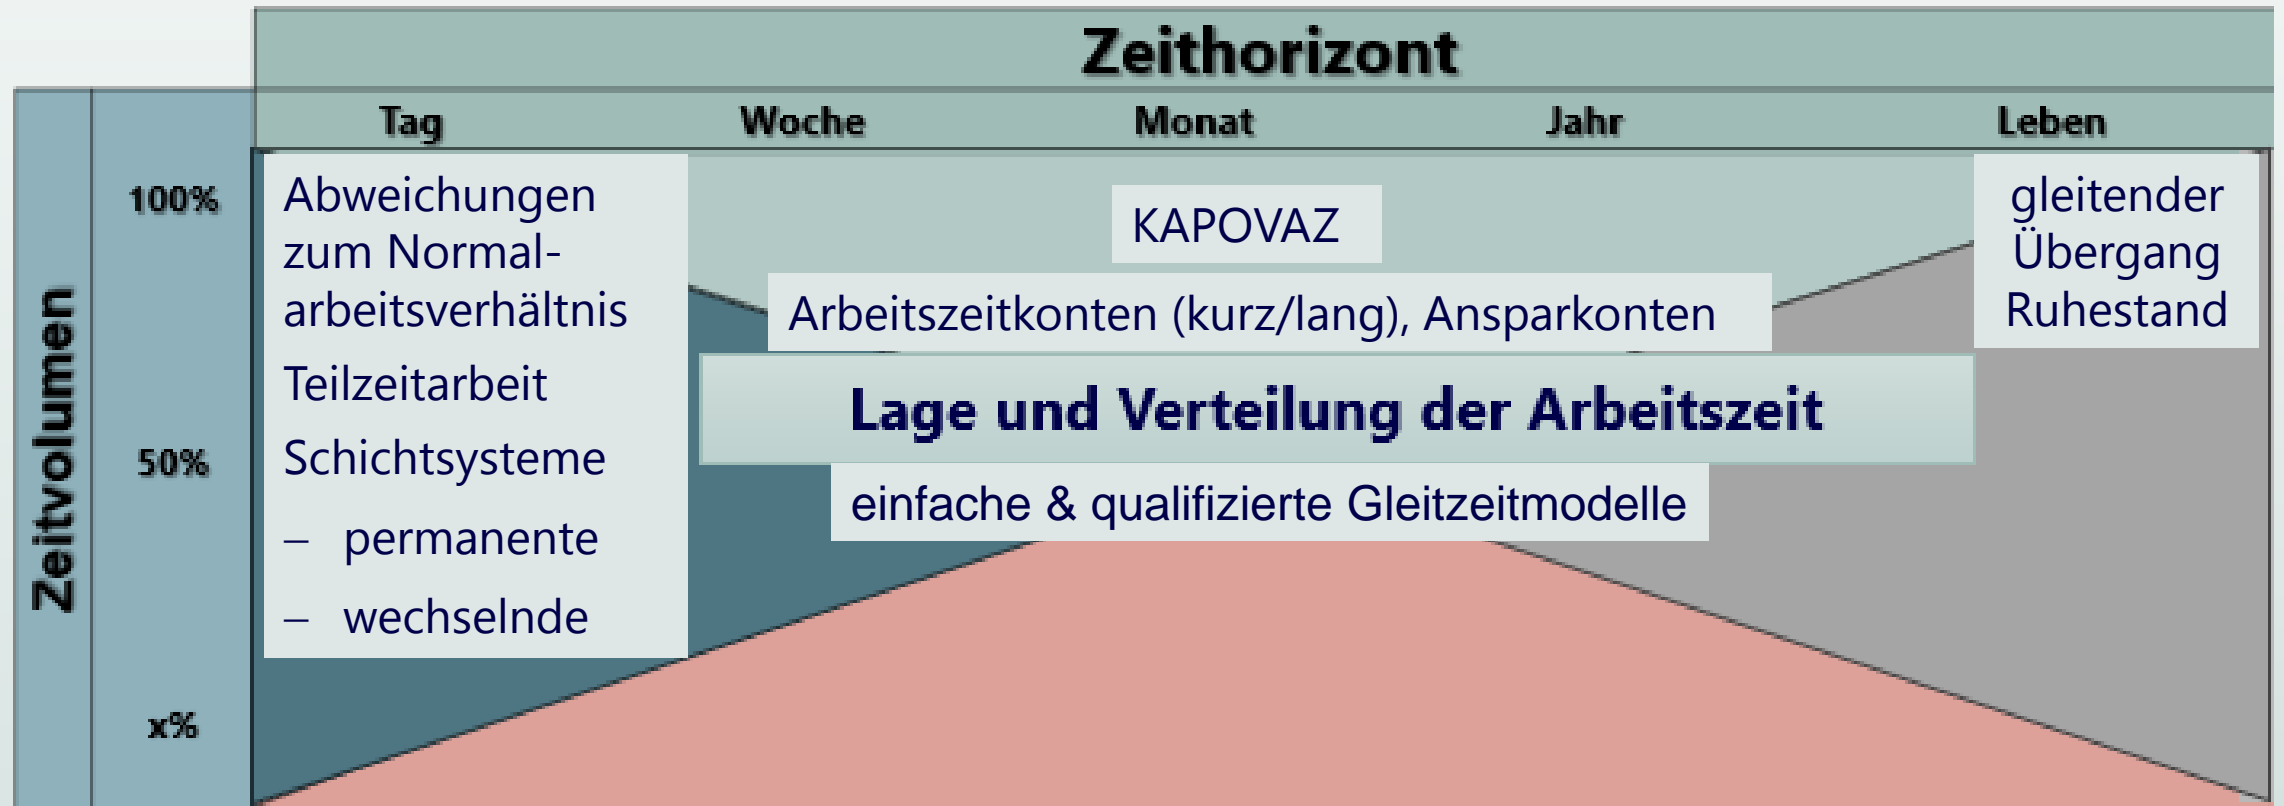 Zeithorizont
Tag Woche Monat Jahr Leben
Zeitvolumen
100%
50%
x%
Abweichungen
zum Normal-
arbeitsverhältnis
Teilzeitarbeit
Schichtsysteme
– permanente
– wechselnde
KAPOVAZ
Arbeitszeitkonten (kurz/lang), Ansparkonten
Lage und Verteilung der Arbeitszeit
einfache & qualifizierte Gleitzeitmodelle
gleitender
Übergang
Ruhestand